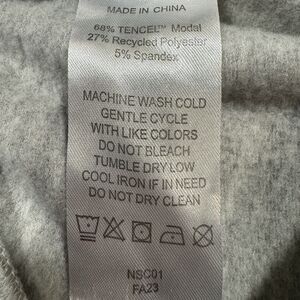 MADE IN CHINA
68% TENCEL™ Modal
27% Recycled Polyester
5% Spandex
MACHINE WASH COLD
GENTLE CYCLE
WITH LIKE COLORS
DO NOT BLEACH
TUMBLE DRY LOW
COOL IRON IF IN NEED
DO NOT DRY CLEAN
NSC01
FA23